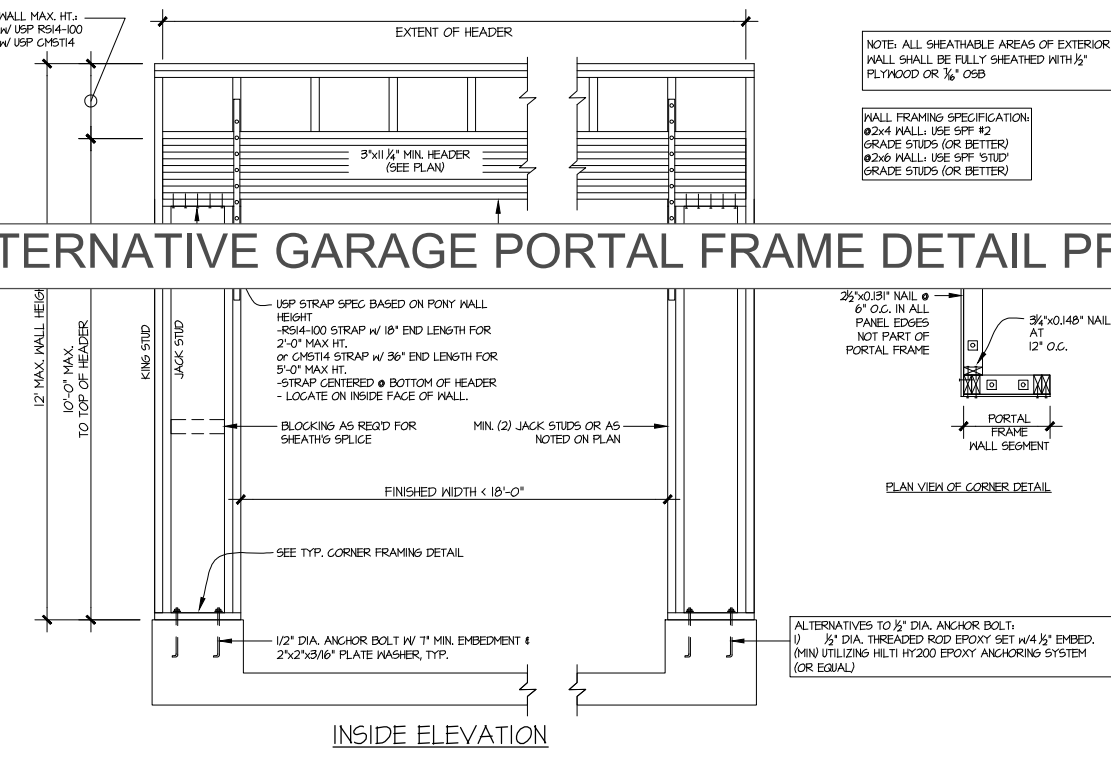 WALL MAX. HT.:
W/ USP RS14-100
W/ USP CMST14
EXTENT OF HEADER
NOTE: ALL SHEATHABLE AREAS OF EXTERIOR
WALL SHALL BE FULLY SHEATHED WITH ½"
PLYWOOD OR 7/16" OSB
WALL FRAMING SPECIFICATION:
@2x4 WALL: USE SPF #2
GRADE STUDS (OR BETTER)
@2x6 WALL: USE SPF 'STUD'
GRADE STUDS (OR BETTER)
3"x11 ¼" MIN. HEADER
(SEE PLAN)
TERNATIVE GARAGE PORTAL FRAME DETAIL PR
12' MAX. WALL HEIGH
10'-0" MAX.
TO TOP OF HEADER
KING STUD
JACK STUD
USP STRAP SPEC BASED ON PONY WALL
HEIGHT
-RS14-100 STRAP W/ 18" END LENGTH FOR
2'-0" MAX HT.
or CMST14 STRAP w/ 36" END LENGTH FOR
5'-0" MAX HT.
-STRAP CENTERED @ BOTTOM OF HEADER
- LOCATE ON INSIDE FACE OF WALL.
2½"x0.131" NAIL @
6" O.C. IN ALL
PANEL EDGES
NOT PART OF
PORTAL FRAME
3¼"x0.148" NAIL
AT
12" O.C.
BLOCKING AS REQ'D FOR
SHEATH'G SPLICE
MIN. (2) JACK STUDS OR AS
NOTED ON PLAN
PORTAL
FRAME
WALL SEGMENT
PLAN VIEW OF CORNER DETAIL
FINISHED WIDTH < 18'-0"
SEE TYP. CORNER FRAMING DETAIL
1/2" DIA. ANCHOR BOLT W/ 7" MIN. EMBEDMENT &
2"x2"x3/16" PLATE WASHER, TYP.
ALTERNATIVES TO ½" DIA. ANCHOR BOLT:
1) ½" DIA. THREADED ROD EPOXY SET w/4 ½" EMBED.
(MIN) UTILIZING HILTI HY200 EPOXY ANCHORING SYSTEM
(OR EQUAL)
INSIDE ELEVATION